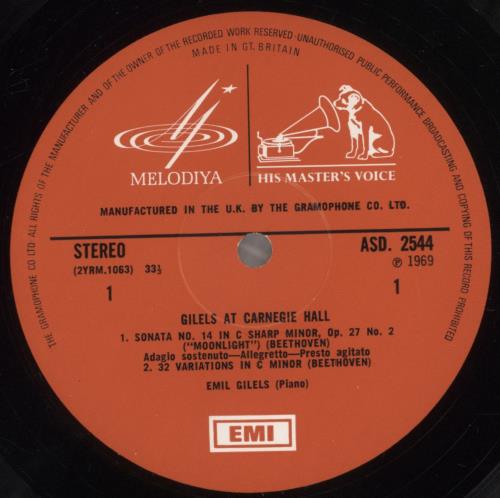 THE GRAMOPHONE CO LTD · ALL RIGHTS OF THE MANUFACTURER AND OF THE OWNER OF THE RECORDED WORK RESERVED · UNAUTHORISED PUBLIC PERFORMANCE BROADCASTING AND COPYING OF THIS RECORD PROHIBITED
MADE IN GT. BRITAIN
MELODIYA
HIS MASTER'S VOICE
MANUFACTURED IN THE U.K. BY THE GRAMOPHONE CO. LTD.
STEREO
(2YRM.1063) 33⅓
1
ASD. 2544
℗ 1969
1
GILELS AT CARNEGIE HALL
1. SONATA NO. 14 IN C SHARP MINOR, Op. 27 No. 2
("MOONLIGHT") (BEETHOVEN)
Adagio sostenuto—Allegretto—Presto agitato
2. 32 VARIATIONS IN C MINOR (BEETHOVEN)
EMIL GILELS (Piano)
EMI